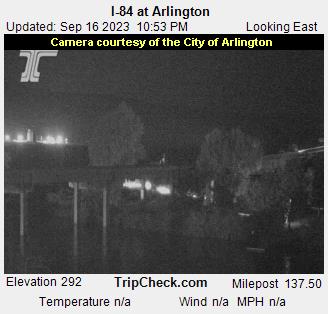 I-84 at Arlington
Updated: Sep 16 2023 10:53 PM Looking East
Camera courtesy of the City of Arlington
Elevation 292 TripCheck.com Milepost 137.50
Temperature n/a Wind n/a MPH n/a